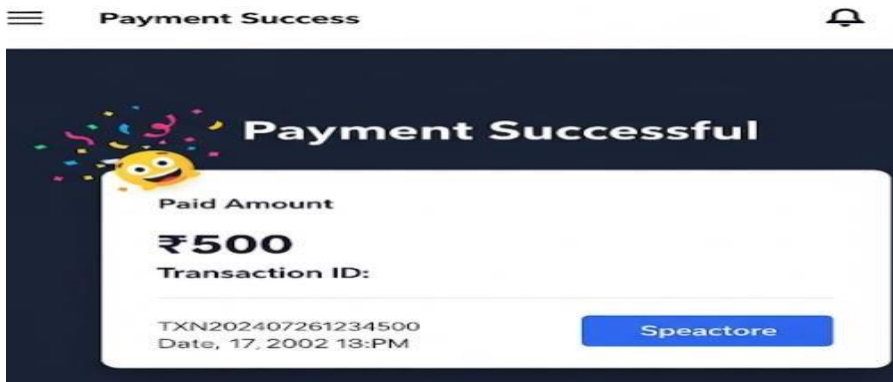 Payment Success
Payment Successful
Paid Amount
₹500
Transaction ID:
TXN202407261234500
Date, 17, 2002 13:PM
Speactore